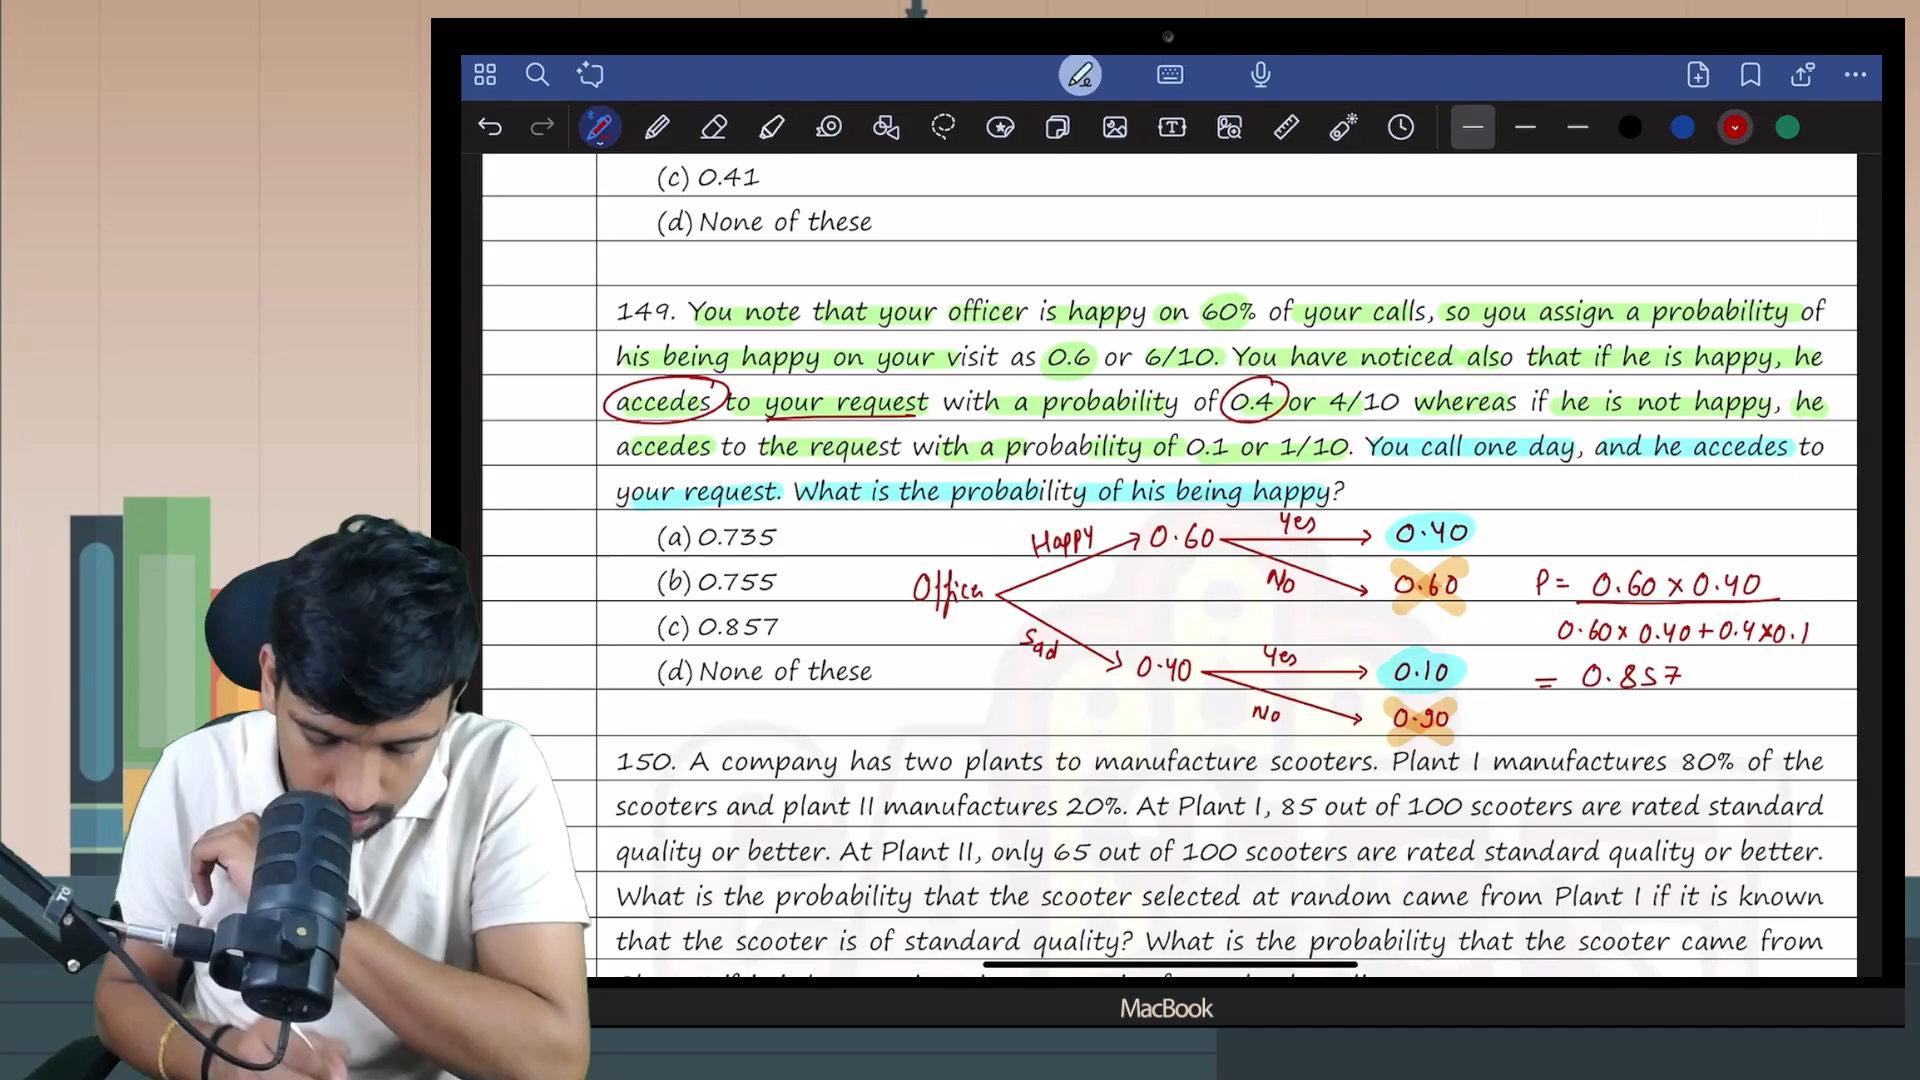 (c) 0.41
(d) None of these
149. You note that your officer is happy on 60% of your calls, so you assign a probability of
his being happy on your visit as 0.6 or 6/10. You have noticed also that if he is happy, he
accedes to your request with a probability of 0.4 or 4/10 whereas if he is not happy, he
accedes to the request with a probability of 0.1 or 1/10. You call one day, and he accedes to
your request. What is the probability of his being happy?
(a) 0.735
(b) 0.755
(c) 0.857
(d) None of these
Officer
Happy
0.60
Yes
0.40
No
0.60
Sad
0.40
Yes
0.10
No
0.90
P = 0.60 x 0.40
0.60 x 0.40 + 0.4 x 0.1
= 0.857
150. A company has two plants to manufacture scooters. Plant I manufactures 80% of the
scooters and plant II manufactures 20%. At Plant I, 85 out of 100 scooters are rated standard
quality or better. At Plant II, only 65 out of 100 scooters are rated standard quality or better.
What is the probability that the scooter selected at random came from Plant I if it is known
that the scooter is of standard quality? What is the probability that the scooter came from
MacBook